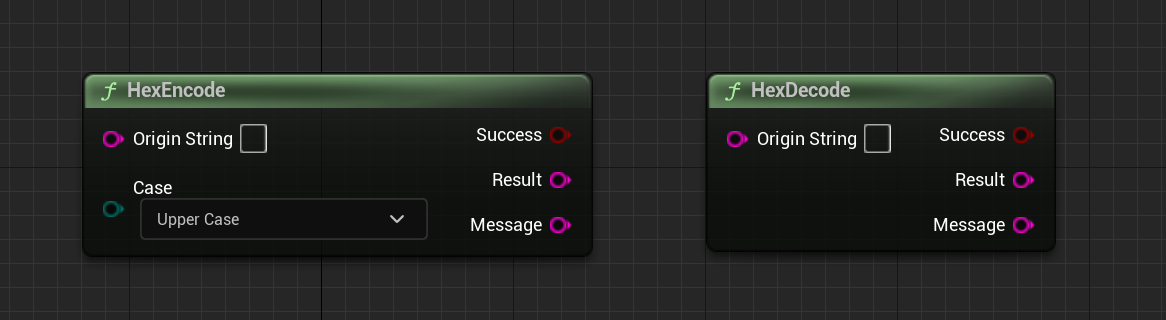 HexEncode
Origin String
Success
Result
Case
Upper Case
Message
HexDecode
Origin String
Success
Result
Message